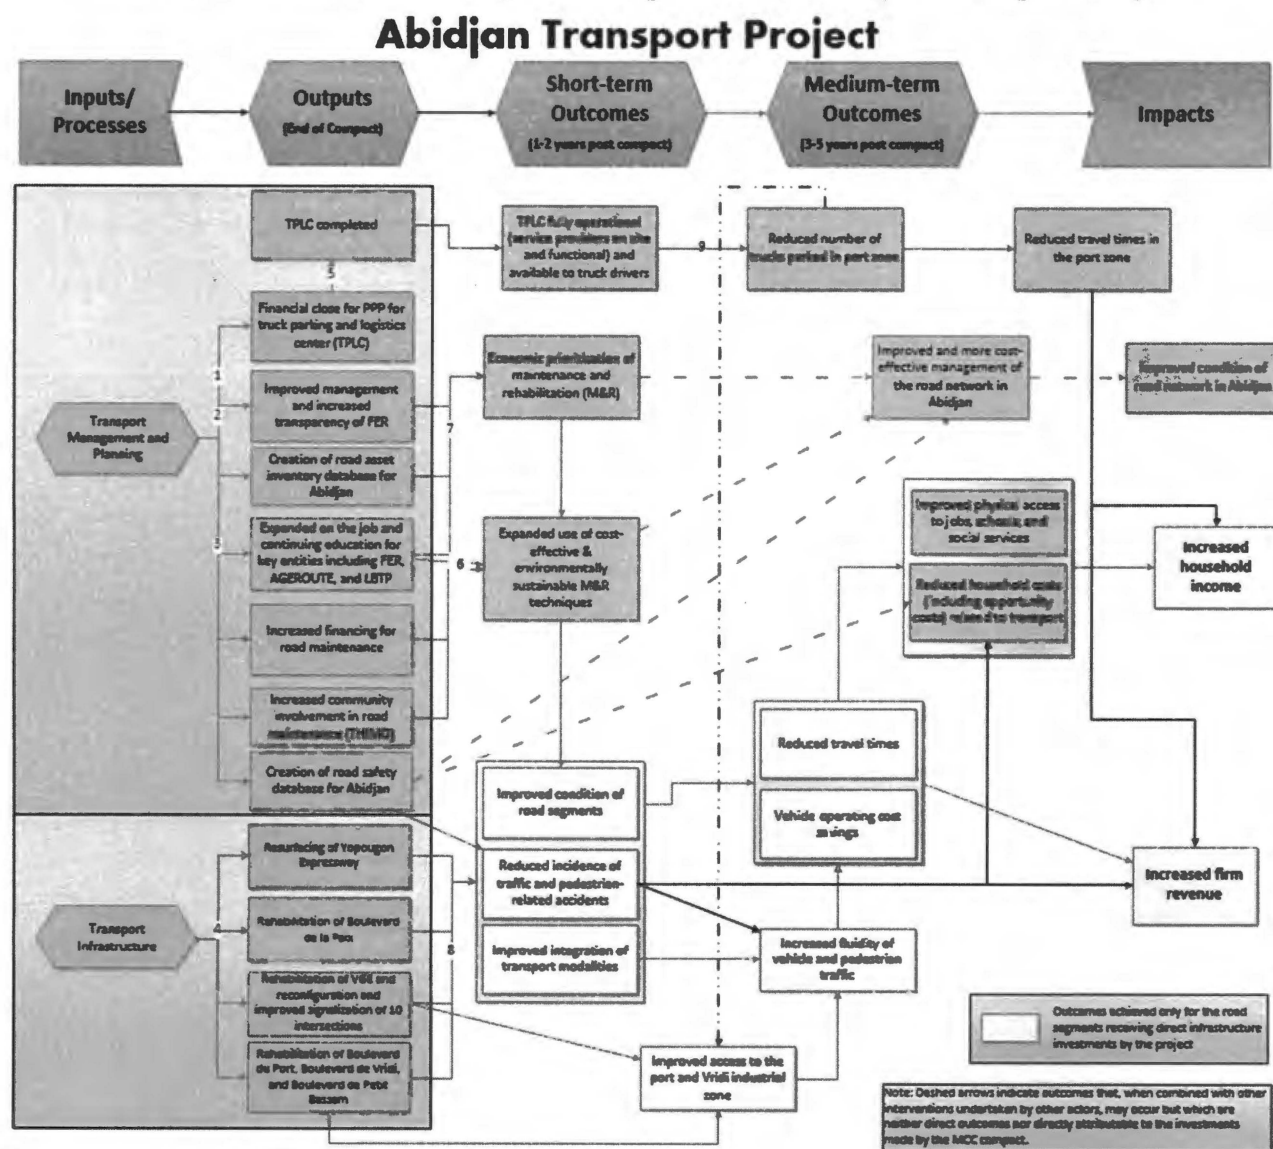 Abidjan Transport Project
Inputs/
Processes
Outputs
(End of Compact)
Short-term
Outcomes
(1-2 years post compact)
Medium-term
Outcomes
(3-5 years post compact)
Impacts
TPLC completed
TPLC fully operational
(service providers on site
and functional) and
available to truck drivers
9
Reduced number of
trucks parked in port zone
Reduced travel times in
the port zone
5
Financial close for PPP for
truck parking and logistics
center (TPLC)
1
Economic prioritization of
maintenance and
rehabilitation (M&R)
Improved and more cost-
effective management of
the road network in
Abidjan
Improved condition of
road network in Abidjan
2
Improved management
and increased
transparency of FER
7
Transport
Management and
Planning
Creation of road asset
inventory database for
Abidjan
3
Expanded on the job and
continuing education for
key entities including FER,
AGEROUTE, and LBTP
6
Expanded use of cost-
effective &
environmentally
sustainable M&R
techniques
Improved physical access
to jobs, schools, and
social services
Reduced household costs
(including opportunity
costs) related to transport
Increased
household
income
Increased financing for
road maintenance
Increased community
involvement in road
maintenance (THIMO)
Creation of road safety
database for Abidjan
Improved condition of
road segments
Reduced travel times
Vehicle operating cost
savings
Resurfacing of Yopougon
Expressway
Reduced incidence of
traffic and pedestrian-
related accidents
Increased firm
revenue
Transport
Infrastructure
4
Rehabilitation of Boulevard
de la Paix
8
Improved integration of
transport modalities
Increased fluidity of
vehicle and pedestrian
traffic
Rehabilitation of VGE and
reconfiguration and
improved signalization of 10
intersections
Rehabilitation of Boulevard
du Port, Boulevard de Vridi,
and Boulevard de Petit
Bassam
Improved access to the
port and Vridi industrial
zone
Outcomes achieved only for the road
segments receiving direct infrastructure
investments by the project
Note: Dashed arrows indicate outcomes that, when combined with other
interventions undertaken by other actors, may occur but which are
neither direct outcomes nor directly attributable to the investments
made by the MCC compact.